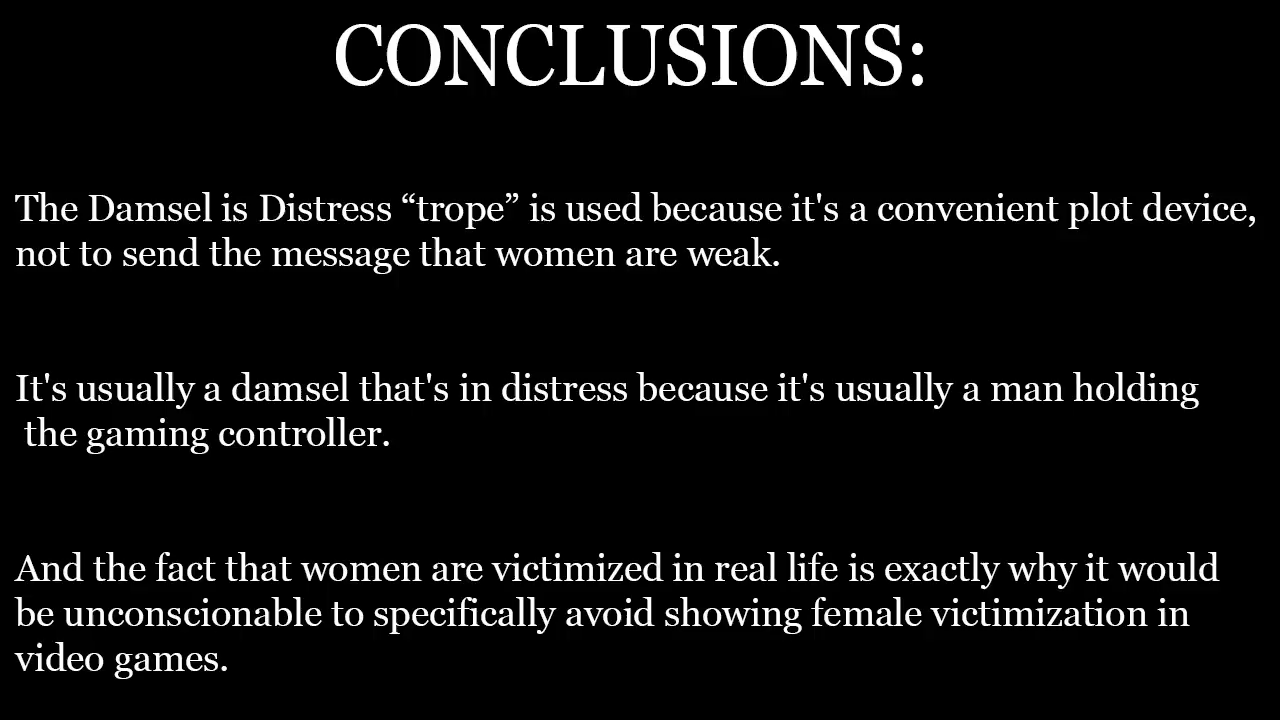 CONCLUSIONS:
The Damsel is Distress “trope” is used because it's a convenient plot device,
not to send the message that women are weak.
It's usually a damsel that's in distress because it's usually a man holding
the gaming controller.
And the fact that women are victimized in real life is exactly why it would
be unconscionable to specifically avoid showing female victimization in
video games.